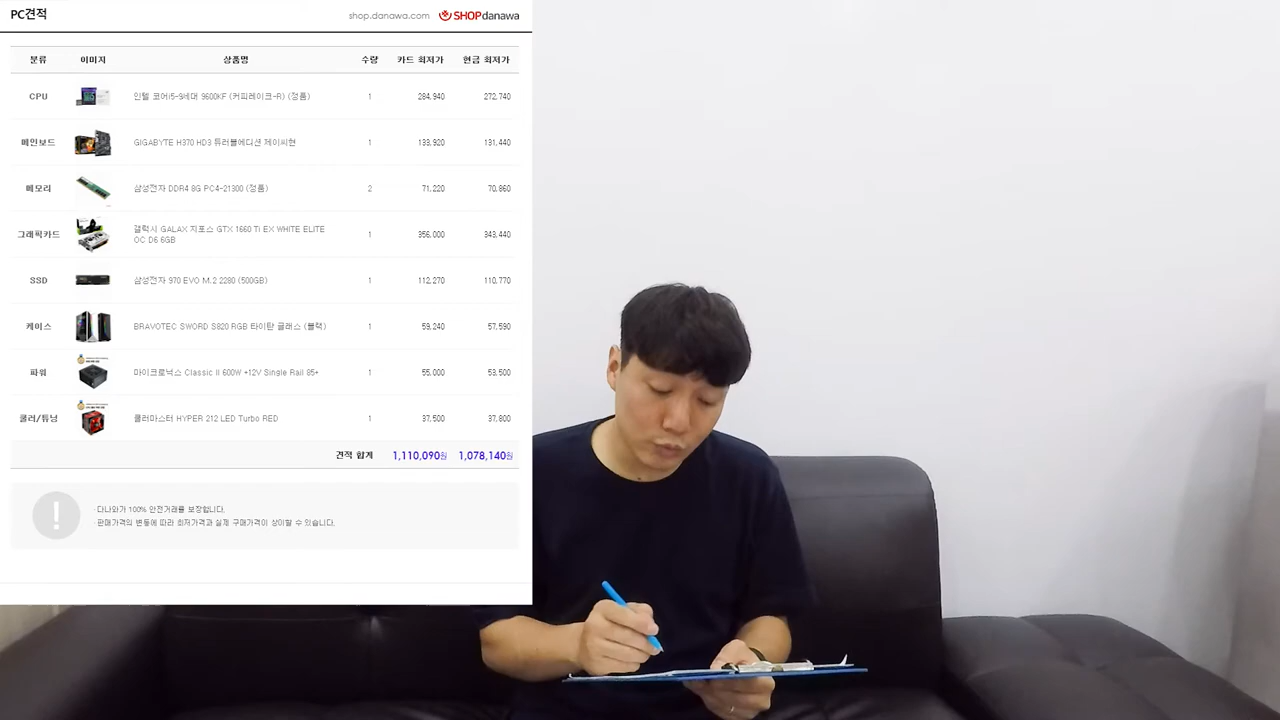 PC견적
shop.danawa.com SHOPdanawa
분류 이미지 상품명 수량 카드 최저가 현금 최저가
CPU 인텔 코어i5-9세대 9600KF (커피레이크-R) (정품) 1 284,940 272,740
메인보드 GIGABYTE H370 HD3 듀러블에디션 제이씨현 1 133,920 131,440
메모리 삼성전자 DDR4 8G PC4-21300 (정품) 2 71,220 70,860
그래픽카드 갤럭시 GALAX 지포스 GTX 1660 Ti EX WHITE ELITE
OC D6 6GB 1 356,000 343,440
SSD 삼성전자 970 EVO M.2 2280 (500GB) 1 112,270 110,770
케이스 BRAVOTEC SWORD S820 RGB 타이탄 글래스 (블랙) 1 59,240 57,590
파워 마이크로닉스 Classic II 600W +12V Single Rail 85+ 1 55,000 53,500
쿨러/튜닝 쿨러마스터 HYPER 212 LED Turbo RED 1 37,500 37,800
견적 합계 1,110,090원 1,078,140원
· 다나와가 100% 안전거래를 보장합니다.
· 판매가격의 변동에 따라 최저가격과 실제 구매가격이 상이할 수 있습니다.